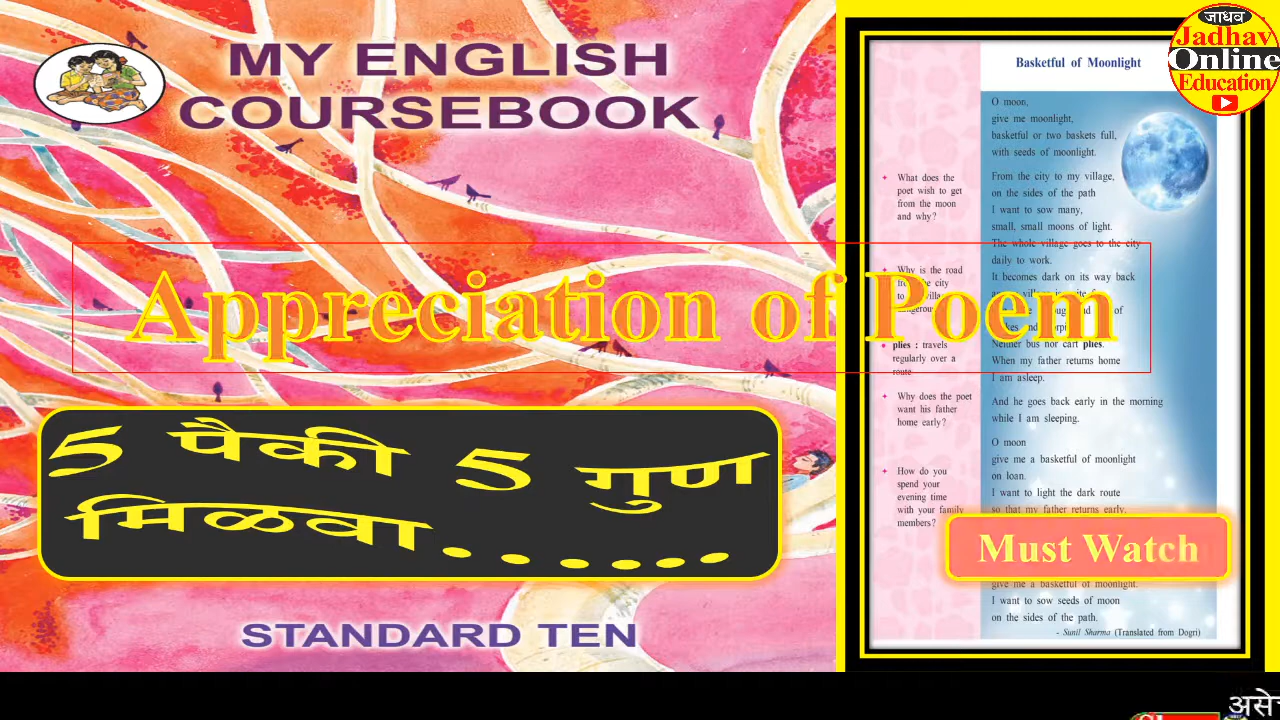 MY ENGLISH
COURSEBOOK
Appreciation of Poem
5 पैकी 5 गुण
मिळवा.......
STANDARD TEN
जाधव
Jadhav
Online
Education
Basketful of Moonlight
O moon,
give me moonlight,
basketful or two baskets full,
with seeds of moonlight.
From the city to my village,
on the sides of the path
I want to sow many,
small, small moons of light.
The whole village goes to the city
daily to work.
It becomes dark on its way back
Neither bus nor cart plies.
When my father returns home
I am asleep.
And he goes back early in the morning
while I am sleeping.
O moon
give me a basketful of moonlight
on loan.
I want to light the dark route
so that my father returns early.
give me a basketful of moonlight.
I want to sow seeds of moon
on the sides of the path.
- Sunil Sharma (Translated from Dogri)
What does the
poet wish to get
from the moon
and why?
Why is the road
plies : travels
regularly over a
route
Why does the poet
want his father
home early?
How do you
spend your
evening time
with your family
members?
Must Watch